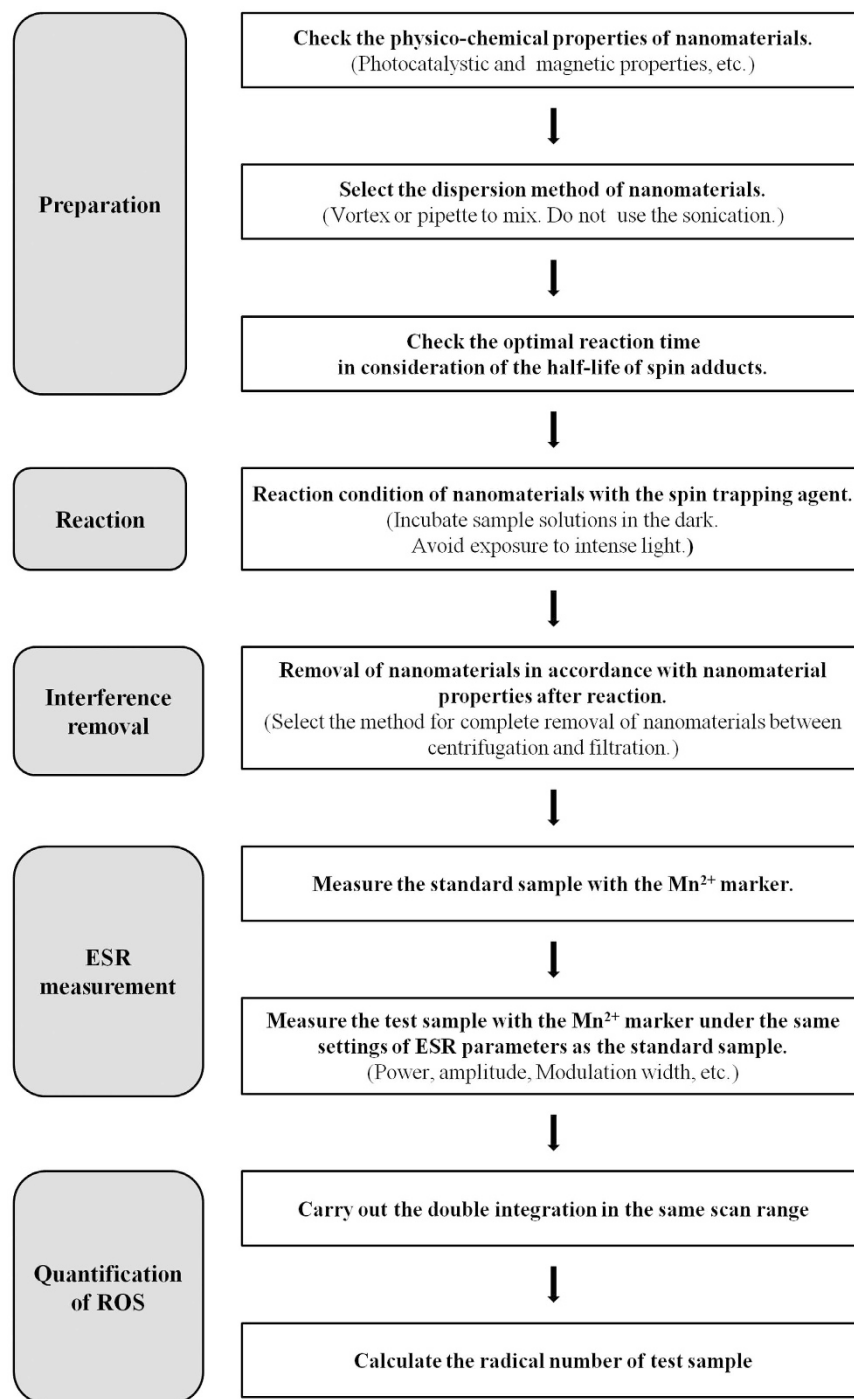 Preparation
Check the physico-chemical properties of nanomaterials.
(Photocatalystic and magnetic properties, etc.)
Select the dispersion method of nanomaterials.
(Vortex or pipette to mix. Do not use the sonication.)
Check the optimal reaction time
in consideration of the half-life of spin adducts.
Reaction
Reaction condition of nanomaterials with the spin trapping agent.
(Incubate sample solutions in the dark.
Avoid exposure to intense light.)
Interference
removal
Removal of nanomaterials in accordance with nanomaterial
properties after reaction.
(Select the method for complete removal of nanomaterials between
centrifugation and filtration.)
ESR
measurement
Measure the standard sample with the Mn²⁺ marker.
Measure the test sample with the Mn²⁺ marker under the same
settings of ESR parameters as the standard sample.
(Power, amplitude, Modulation width, etc.)
Quantification
of ROS
Carry out the double integration in the same scan range
Calculate the radical number of test sample